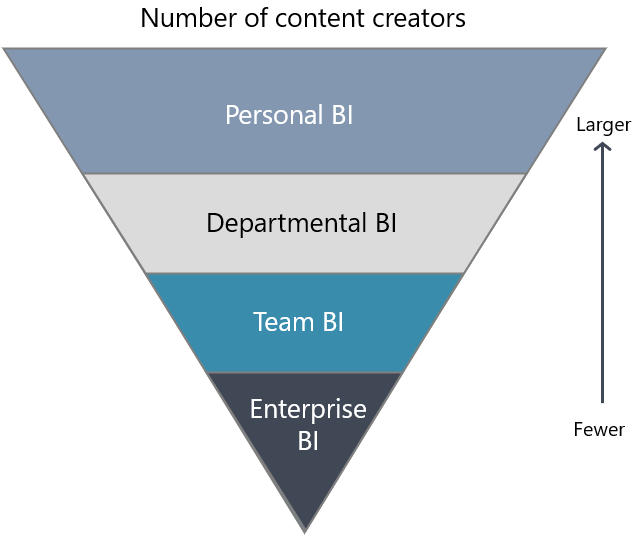 Number of content creators
Personal BI
Larger
Departmental BI
Team BI
Enterprise
BI
Fewer